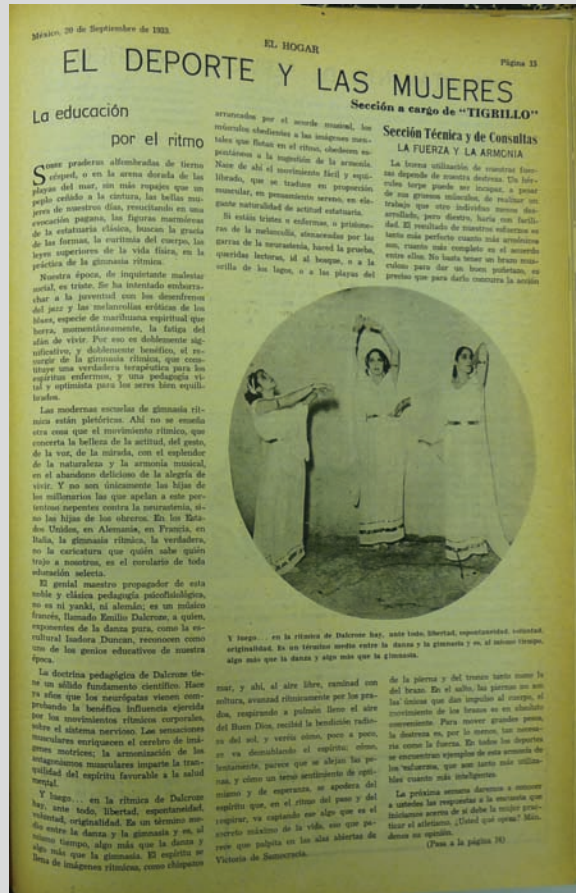 México, 20 de Septiembre de 1933.
EL HOGAR
Página 15
EL DEPORTE Y LAS MUJERES
Sección a cargo de "TIGRILLO"
La educación
por el ritmo
SOBRE praderas alfombradas de tierno
césped, o en la arena dorada de las
playas del mar, sin más ropajes que un
peplo ceñido a la cintura, las bellas mu-
jeres de nuestros días, resucitando en una
evocación pagana, las figuras marmóreas
de la estatuaria clásica, buscan la gracia
de las formas, la euritmia del cuerpo, las
leyes superiores de la vida física, en la
práctica de la gimnasia rítmica.
Nuestra época, de inquietante malestar
social, es triste. Se ha intentado emborra-
char a la juventud con los desenfrenos
del jazz y las melancolías eróticas de los
blues, especie de marihuana espiritual que
borra, momentáneamente, la fatiga del
afán de vivir. Por eso es doblemente sig-
nificativo, y doblemente benéfico, el re-
surgir de la gimnasia rítmica, que cons-
tituye una verdadera terapéutica para los
espíritus enfermos, y una pedagogía vi-
tal y optimista para los seres bien equili-
brados.
Las modernas escuelas de gimnasia rít-
mica están pletóricas. Ahí no se enseña
otra cosa que el movimiento rítmico, que
concerta la belleza de la actitud, del gesto,
de la voz, de la mirada, con el esplendor
de la naturaleza y la armonía musical,
en el abandono delicioso de la alegría de
vivir. Y no son únicamente las hijas de
los millonarios las que apelan a este por-
tentoso nepentes contra la neurastenia, si-
no las hijas de los obreros. En los Esta-
dos Unidos, en Alemania, en Francia, en
Italia, la gimnasia rítmica, la verdadera,
no la caricatura que quién sabe quién
trajo a nosotros, es el corolario de toda
educación selecta.
El genial maestro propagador de esta
noble y clásica pedagogía psicofisiológica,
no es ni yanki, ni alemán; es un músico
francés, llamado Emilio Dalcroze, a quien,
exponentes de la danza pura, como la es-
cultural Isadora Duncan, reconocen como
uno de los genios educativos de nuestra
época.
La doctrina pedagógica de Dalcroze tie-
ne un sólido fundamento científico. Hace
ya años que los neurópatas vienen com-
probando la benéfica influencia ejercida
por los movimientos rítmicos corporales,
sobre el sistema nervioso. Las sensaciones
musculares enriquecen el cerebro de imá-
genes motrices; la armonización de los
antagonismos musculares imparte la tran-
quilidad del espíritu favorable a la salud
mental.
Y luego... en la rítmica de Dalcroze
hay, ante todo, libertad, espontaneidad,
voluntad, originalidad. Es un término me-
dio entre la danza y la gimnasia y es, al
mismo tiempo, algo más que la danza y
algo más que la gimnasia. El espíritu se
llena de imágenes rítmicas, como chispazos
arrancados por el acorde musical, los
músculos obedientes a las imágenes men-
tales que flotan en el ritmo, obedecen es-
pontáneos a la sugestión de la armonía.
Nace de ahí el movimiento fácil y equi-
librado, que se traduce en proporción
muscular, en pensamiento sereno, en ele-
gante naturalidad de actitud estatuaria.
Si estáis tristes o enfermas, o prisione-
ras de la melancolía, atenaceadas por las
garras de la neurastenia, haced la prueba,
queridas lectoras, id al bosque, o a la
orilla de los lagos, o a las playas del
Sección Técnica y de Consultas
LA FUERZA Y LA ARMONIA
La buena utilización de nuestras fuer-
zas depende de nuestra destreza. Un hér-
cules torpe puede ser incapaz, a pesar
de sus gruesos músculos, de realizar un
trabajo que otro individuo menos des-
arrollado, pero diestro, haría con facili-
dad. El resultado de nuestros esfuerzos es
tanto más perfecto cuanto más armónicos
son, cuanto más completo es el acuerdo
entre ellos. No basta tener un brazo mus-
culoso para dar un buen puñetazo, es
preciso que para darlo concurra la acción
Y luego... en la rítmica de Dalcroze hay, ante todo, libertad, espontaneidad, voluntad,
originalidad. Es un término medio entre la danza y la gimnasia y es, al mismo tiempo,
algo más que la danza y algo más que la gimnasia.
mar, y ahí, al aire libre, caminad con
soltura, avanzad rítmicamente por los pra-
dos, respirando a pulmón lleno el aire
del Buen Dios, recibid la bendición radio-
sa del sol, y veréis cómo, poco a poco,
se va demublando el espíritu; cómo,
lentamente, parece que se alejan las pe-
nas, y cómo un tenue sentimiento de opti-
mismo y de esperanza, se apodera del
espíritu que, en el ritmo del paso y del
respirar, va captando ese algo que es el
secreto máximo de la vida, eso que pa-
rece que palpita en las alas abiertas de
Victoria de Samotracia.
de la pierna y del tronco tanto como la
del brazo. En el salto, las piernas no son
las únicas que dan impulso al cuerpo, el
movimiento de los brazos es en absoluto
conveniente. Para mover grandes pesos,
la destreza es, por lo menos, tan necesa-
ria como la fuerza. En todos los deportes
se encuentran ejemplos de esta armonía de
los esfuerzos, que son tanto más utiliza-
bles cuanto más inteligentes.
La próxima semana daremos a conocer
a ustedes las respuestas a la encuesta que
iniciamos acerca de si debe la mujer prac-
ticar el atletismo. ¿Usted qué opina? Mán-
denos su opinión.
(Pasa a la página 76)